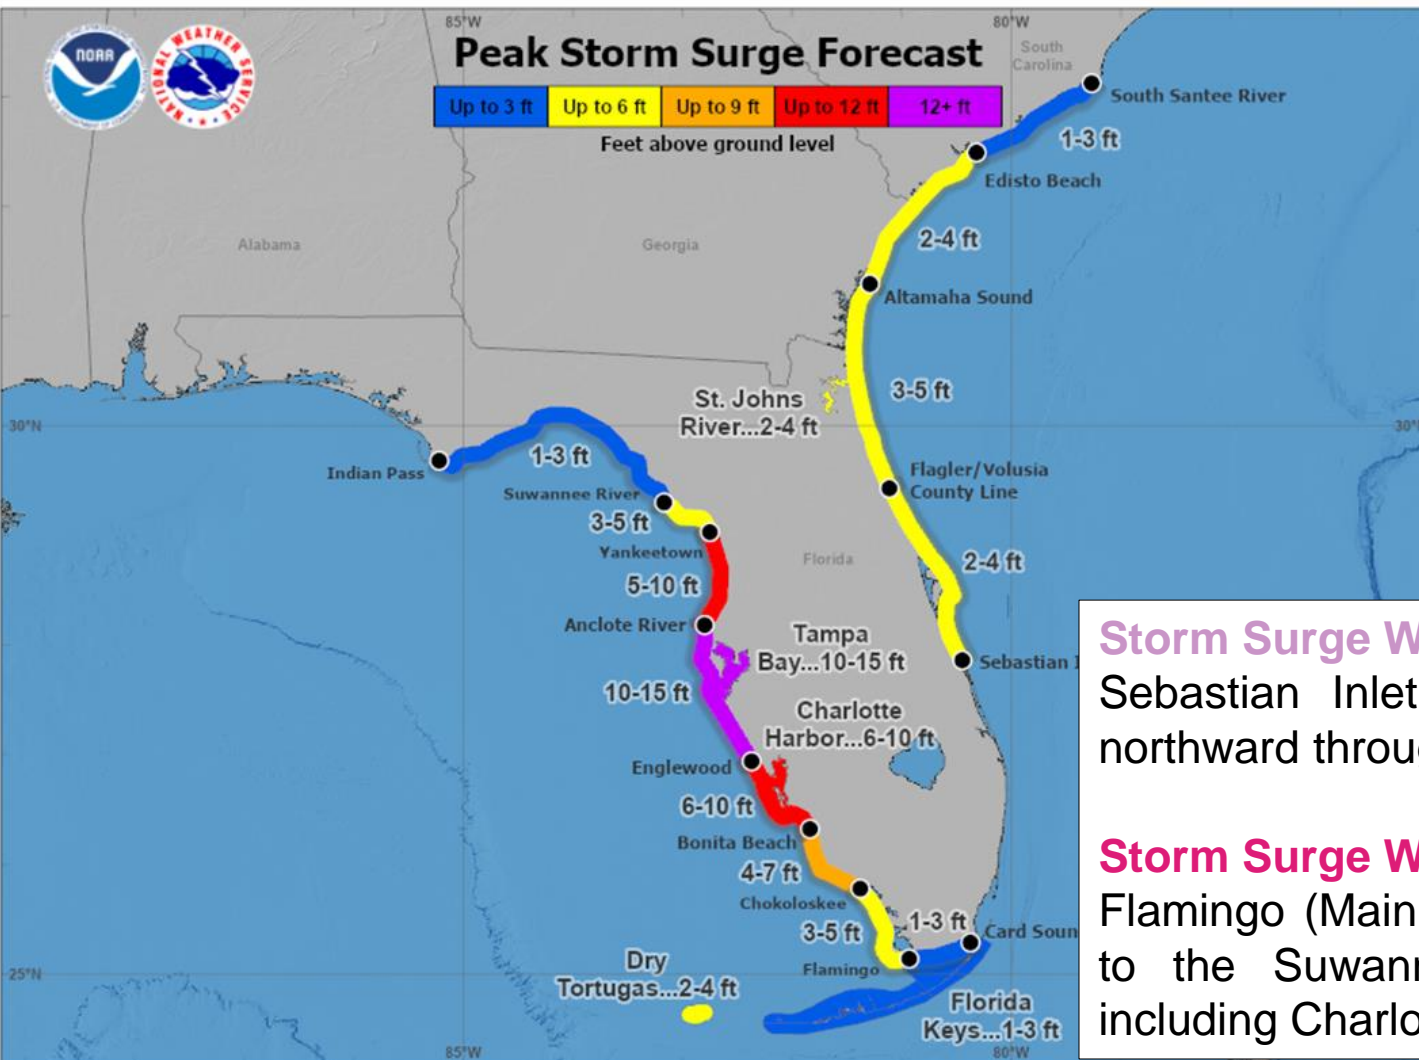 85°W
80°W
NOAA
NATIONAL WEATHER SERVICE
Peak Storm Surge Forecast
Up to 3 ft
Up to 6 ft
Up to 9 ft
Up to 12 ft
12+ ft
Feet above ground level
South
Carolina
South Santee River
1-3 ft
Edisto Beach
2-4 ft
Alabama
Georgia
Altamaha Sound
St. Johns
River...2-4 ft
3-5 ft
30°N
30°
1-3 ft
Indian Pass
Suwannee River
Flagler/Volusia
County Line
3-5 ft
Yankeetown
Florida
2-4 ft
5-10 ft
Anclote River
Tampa
Bay...10-15 ft
Sebastian I
10-15 ft
Charlotte
Harbor...6-10 ft
Englewood
6-10 ft
Bonita Beach
4-7 ft
Chokoloskee
3-5 ft
1-3 ft
Card Soun
Flamingo
25°N
Dry
Tortugas...2-4 ft
Florida
Keys...1-3 ft
85°W
80°W
Storm Surge W
Sebastian Inlet
northward throu
Storm Surge W
Flamingo (Main
to the Suwann
including Charlo